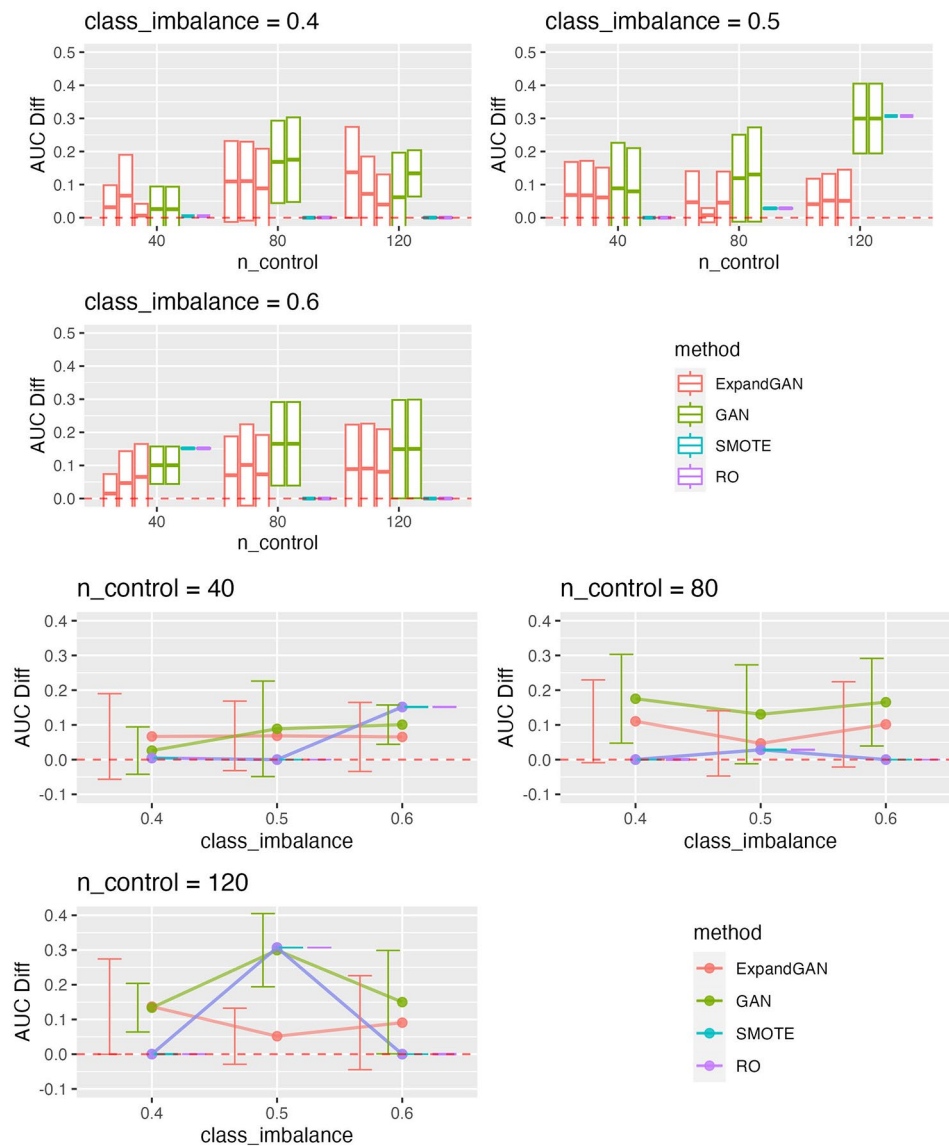 class_imbalance = 0.4
0.5
0.4
0.3
0.2
0.1
0.0
AUC Diff
40
80
120
n_control
class_imbalance = 0.5
0.5
0.4
0.3
0.2
0.1
0.0
AUC Diff
40
80
120
n_control
class_imbalance = 0.6
0.5
0.4
0.3
0.2
0.1
0.0
AUC Diff
40
80
120
n_control
method
ExpandGAN
GAN
SMOTE
RO
n_control = 40
0.4
0.3
0.2
0.1
0.0
-0.1
AUC Diff
0.4
0.5
0.6
class_imbalance
n_control = 80
0.4
0.3
0.2
0.1
0.0
-0.1
AUC Diff
0.4
0.5
0.6
class_imbalance
n_control = 120
0.4
0.3
0.2
0.1
0.0
-0.1
AUC Diff
0.4
0.5
0.6
class_imbalance
method
ExpandGAN
GAN
SMOTE
RO